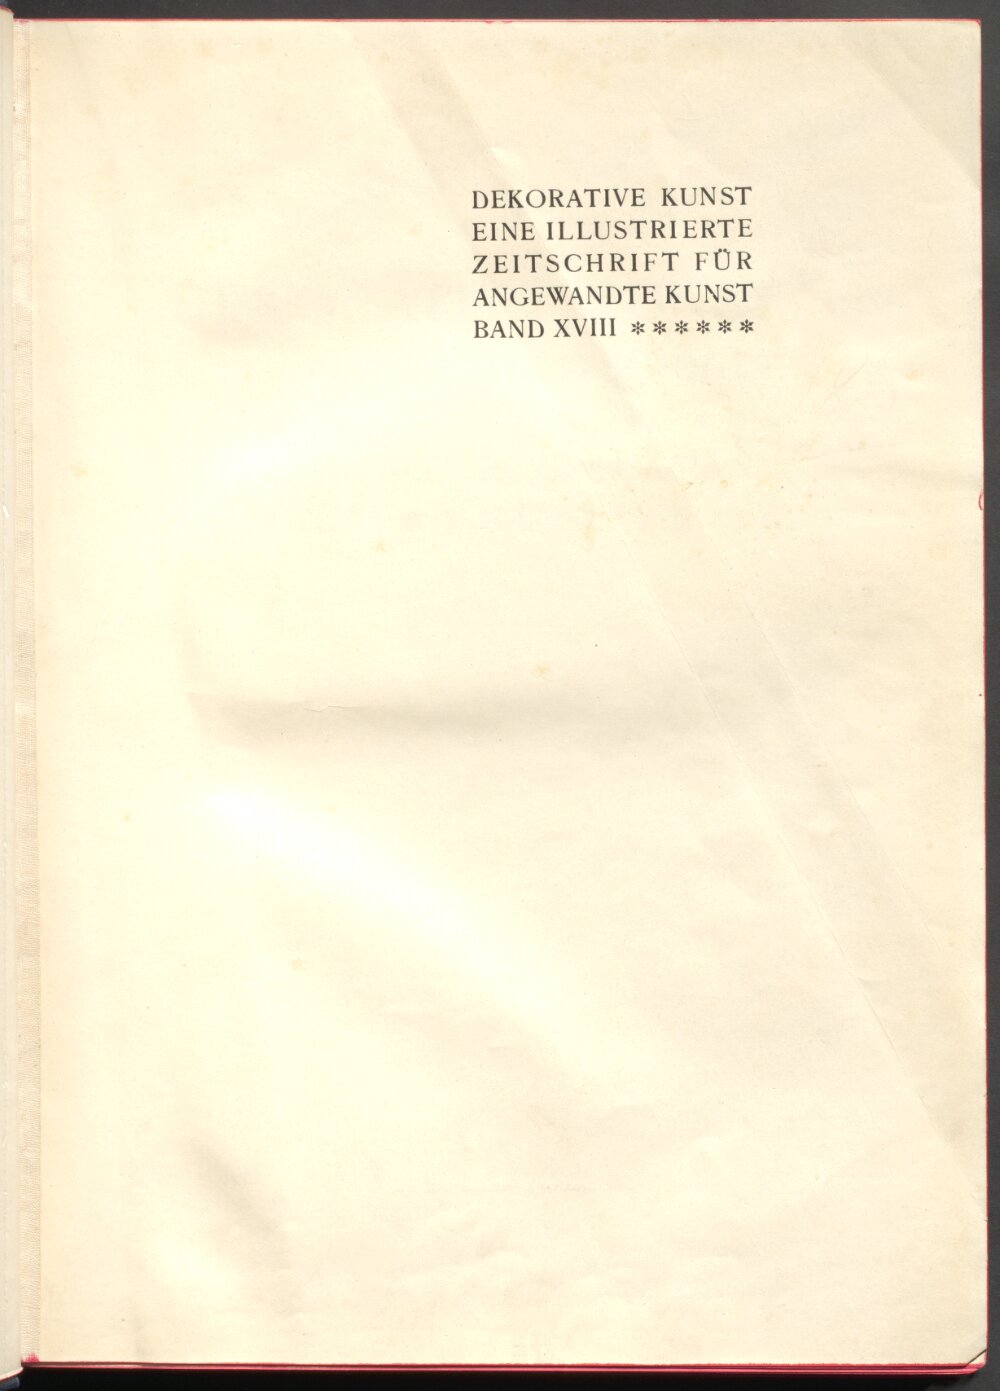 DEKORATIVE KUNST
EINE ILLUSTRIERTE
ZEITSCHRIFT FÜR
ANGEWANDTE KUNST
BAND XVIII ✻✻✻✻✻✻